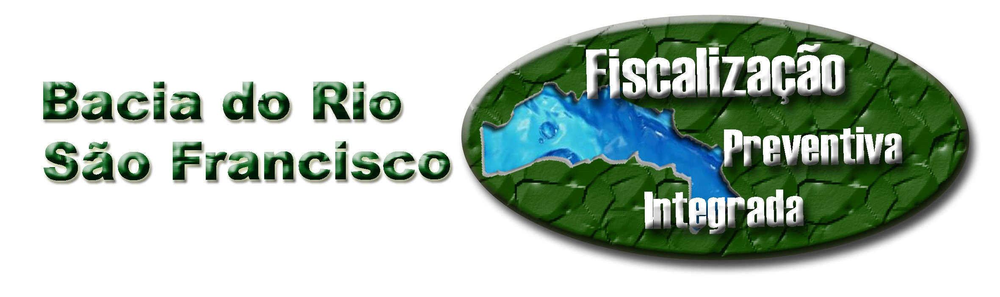 Bacia do Rio
São Francisco
Fiscalização
Preventiva
Integrada